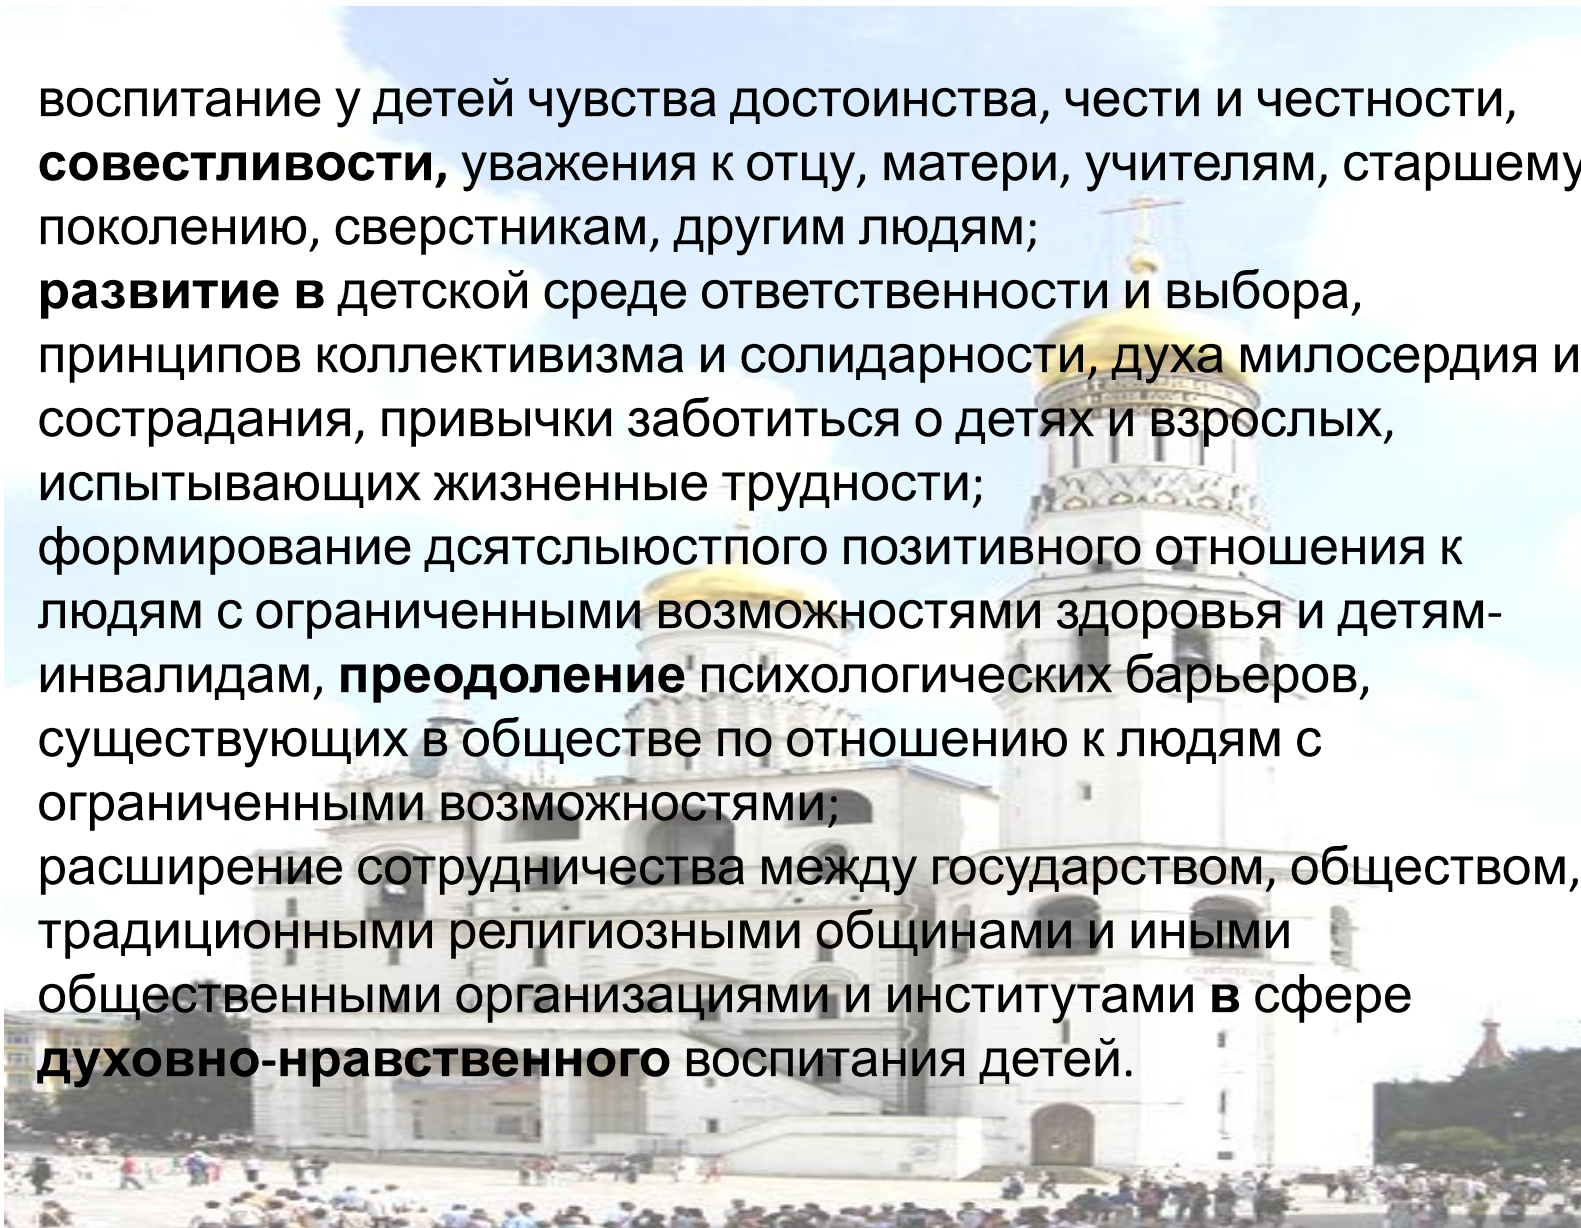 воспитание у детей чувства достоинства, чести и честности,
совестливости, уважения к отцу, матери, учителям, старшему
поколению, сверстникам, другим людям;
развитие в детской среде ответственности и выбора,
принципов коллективизма и солидарности, духа милосердия и
сострадания, привычки заботиться о детях и взрослых,
испытывающих жизненные трудности;
формирование дсятслыюстпого позитивного отношения к
людям с ограниченными возможностями здоровья и детям-
инвалидам, преодоление психологических барьеров,
существующих в обществе по отношению к людям с
ограниченными возможностями;
расширение сотрудничества между государством, обществом,
традиционными религиозными общинами и иными
общественными организациями и институтами в сфере
духовно-нравственного воспитания детей.